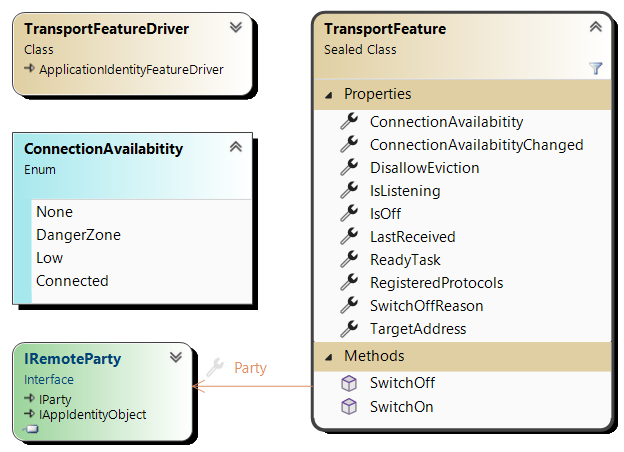 TransportFeatureDriver
Class
ApplicationIdentityFeatureDriver
ConnectionAvailabitity
Enum
None
DangerZone
Low
Connected
IRemoteParty
Interface
IParty
IAppIdentityObject
Party
TransportFeature
Sealed Class
Properties
ConnectionAvailabitity
ConnectionAvailabitityChanged
DisallowEviction
IsListening
IsOff
LastReceived
ReadyTask
RegisteredProtocols
SwitchOffReason
TargetAddress
Methods
SwitchOff
SwitchOn